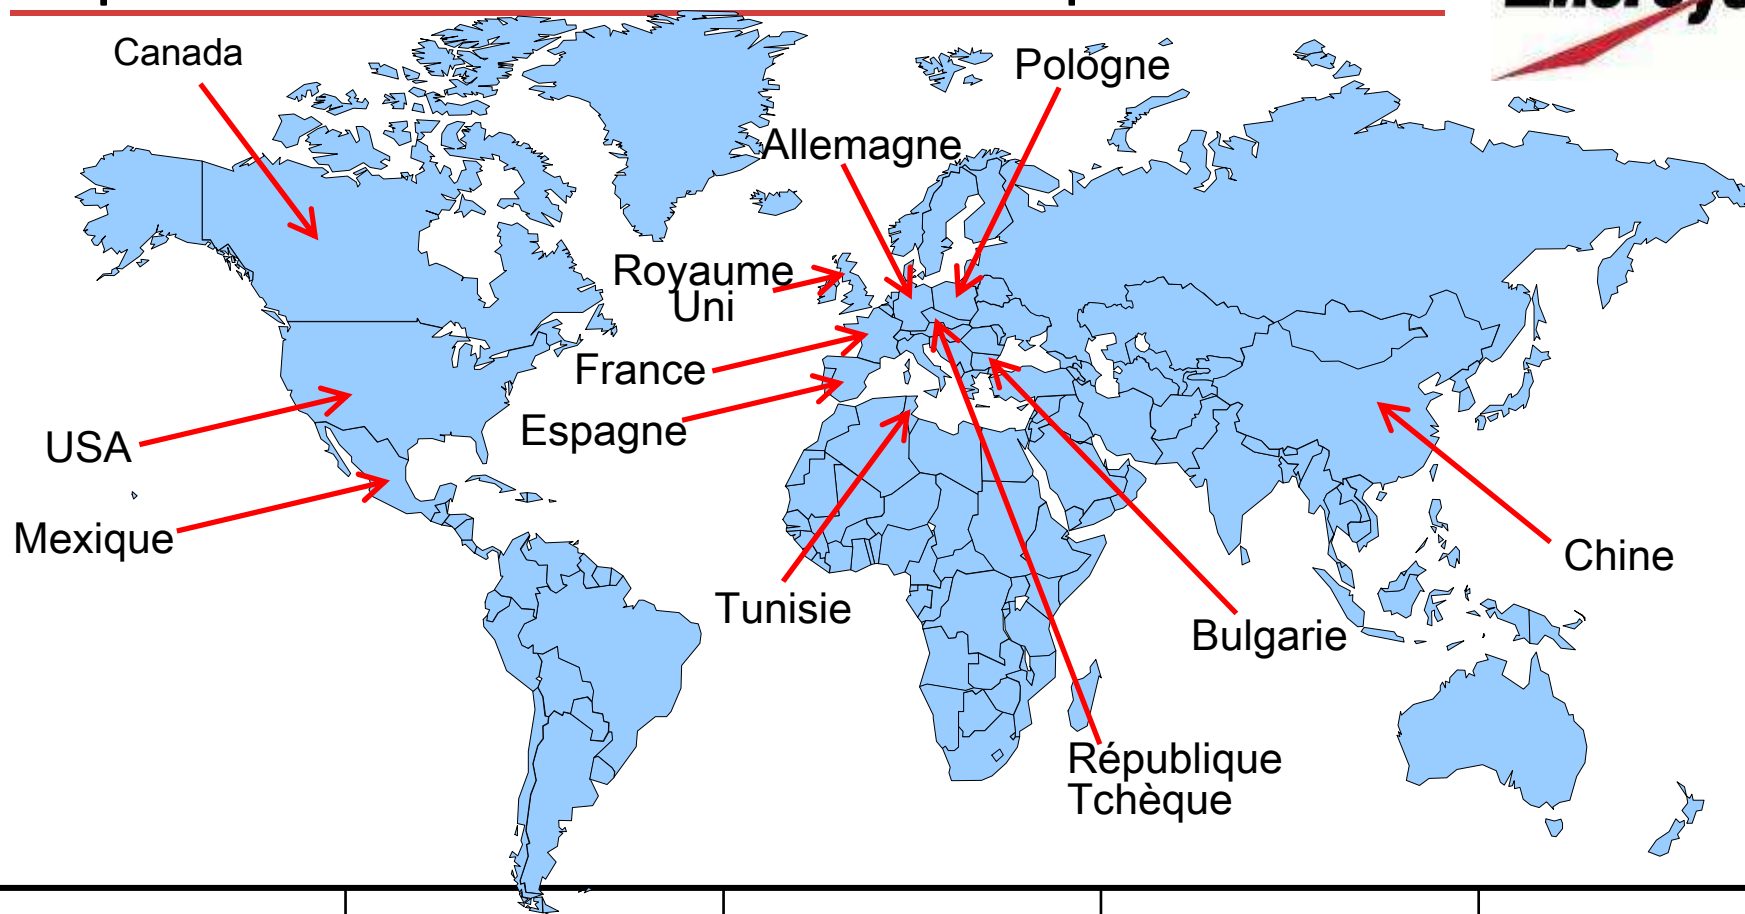 Canada
Pologne
Allemagne
Royaume
Uni
France
Espagne
USA
Mexique
Tunisie
Chine
Bulgarie
République
Tchèque